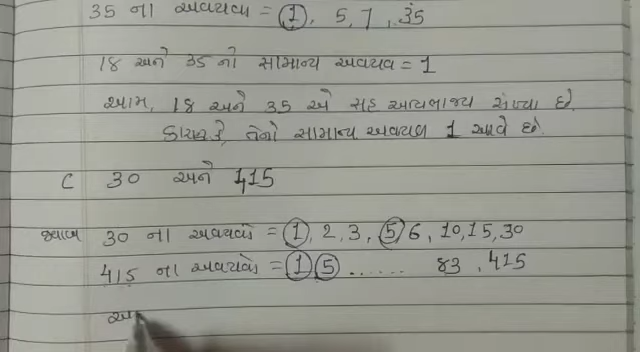 35 ના અવયવો = 1, 5, 7, 35
18 અને 35 નો સામાન્ય અવયવ = 1
આમ, 18 અને 35 એ સહ અવિભાજ્ય સંખ્યા છે.
કારણ કે, તેનો સામાન્ય અવયવ 1 આવે છે.
C 30 અને 415
જવાબ 30 ના અવયવો = 1, 2, 3, 5, 6, 10, 15, 30
415 ના અવયવો = 1 5 ...... 83, 415